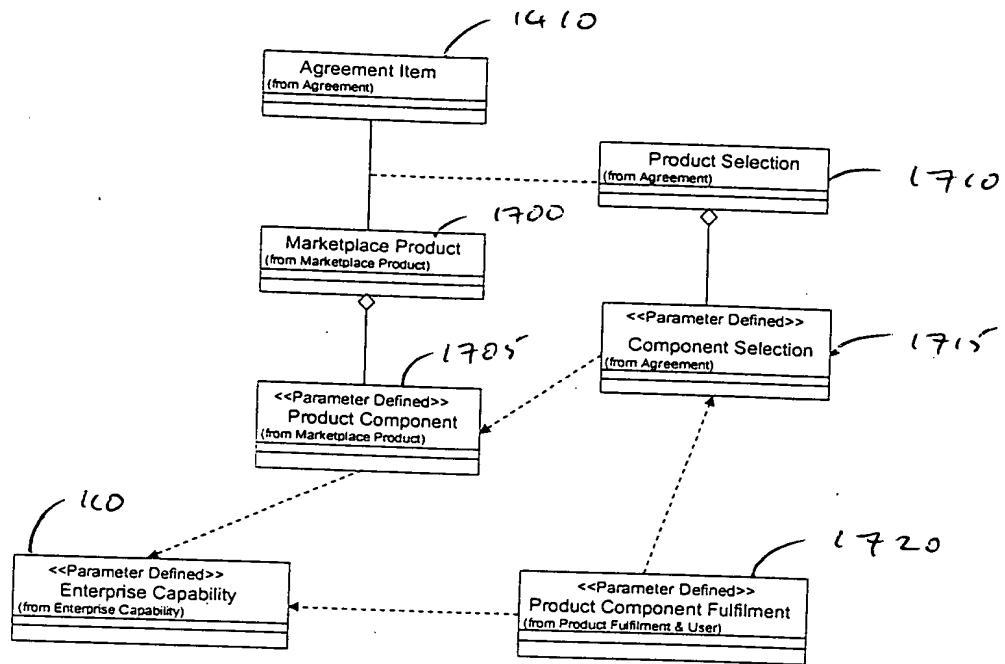 1410
Agreement Item
(from Agreement)
Product Selection
(from Agreement)
1710
1700
Marketplace Product
(from Marketplace Product)
<<Parameter Defined>>
Component Selection
(from Agreement)
1715
1705
<<Parameter Defined>>
Product Component
(from Marketplace Product)
110
<<Parameter Defined>>
Enterprise Capability
(from Enterprise Capability)
1720
<<Parameter Defined>>
Product Component Fulfilment
(from Product Fulfilment & User)